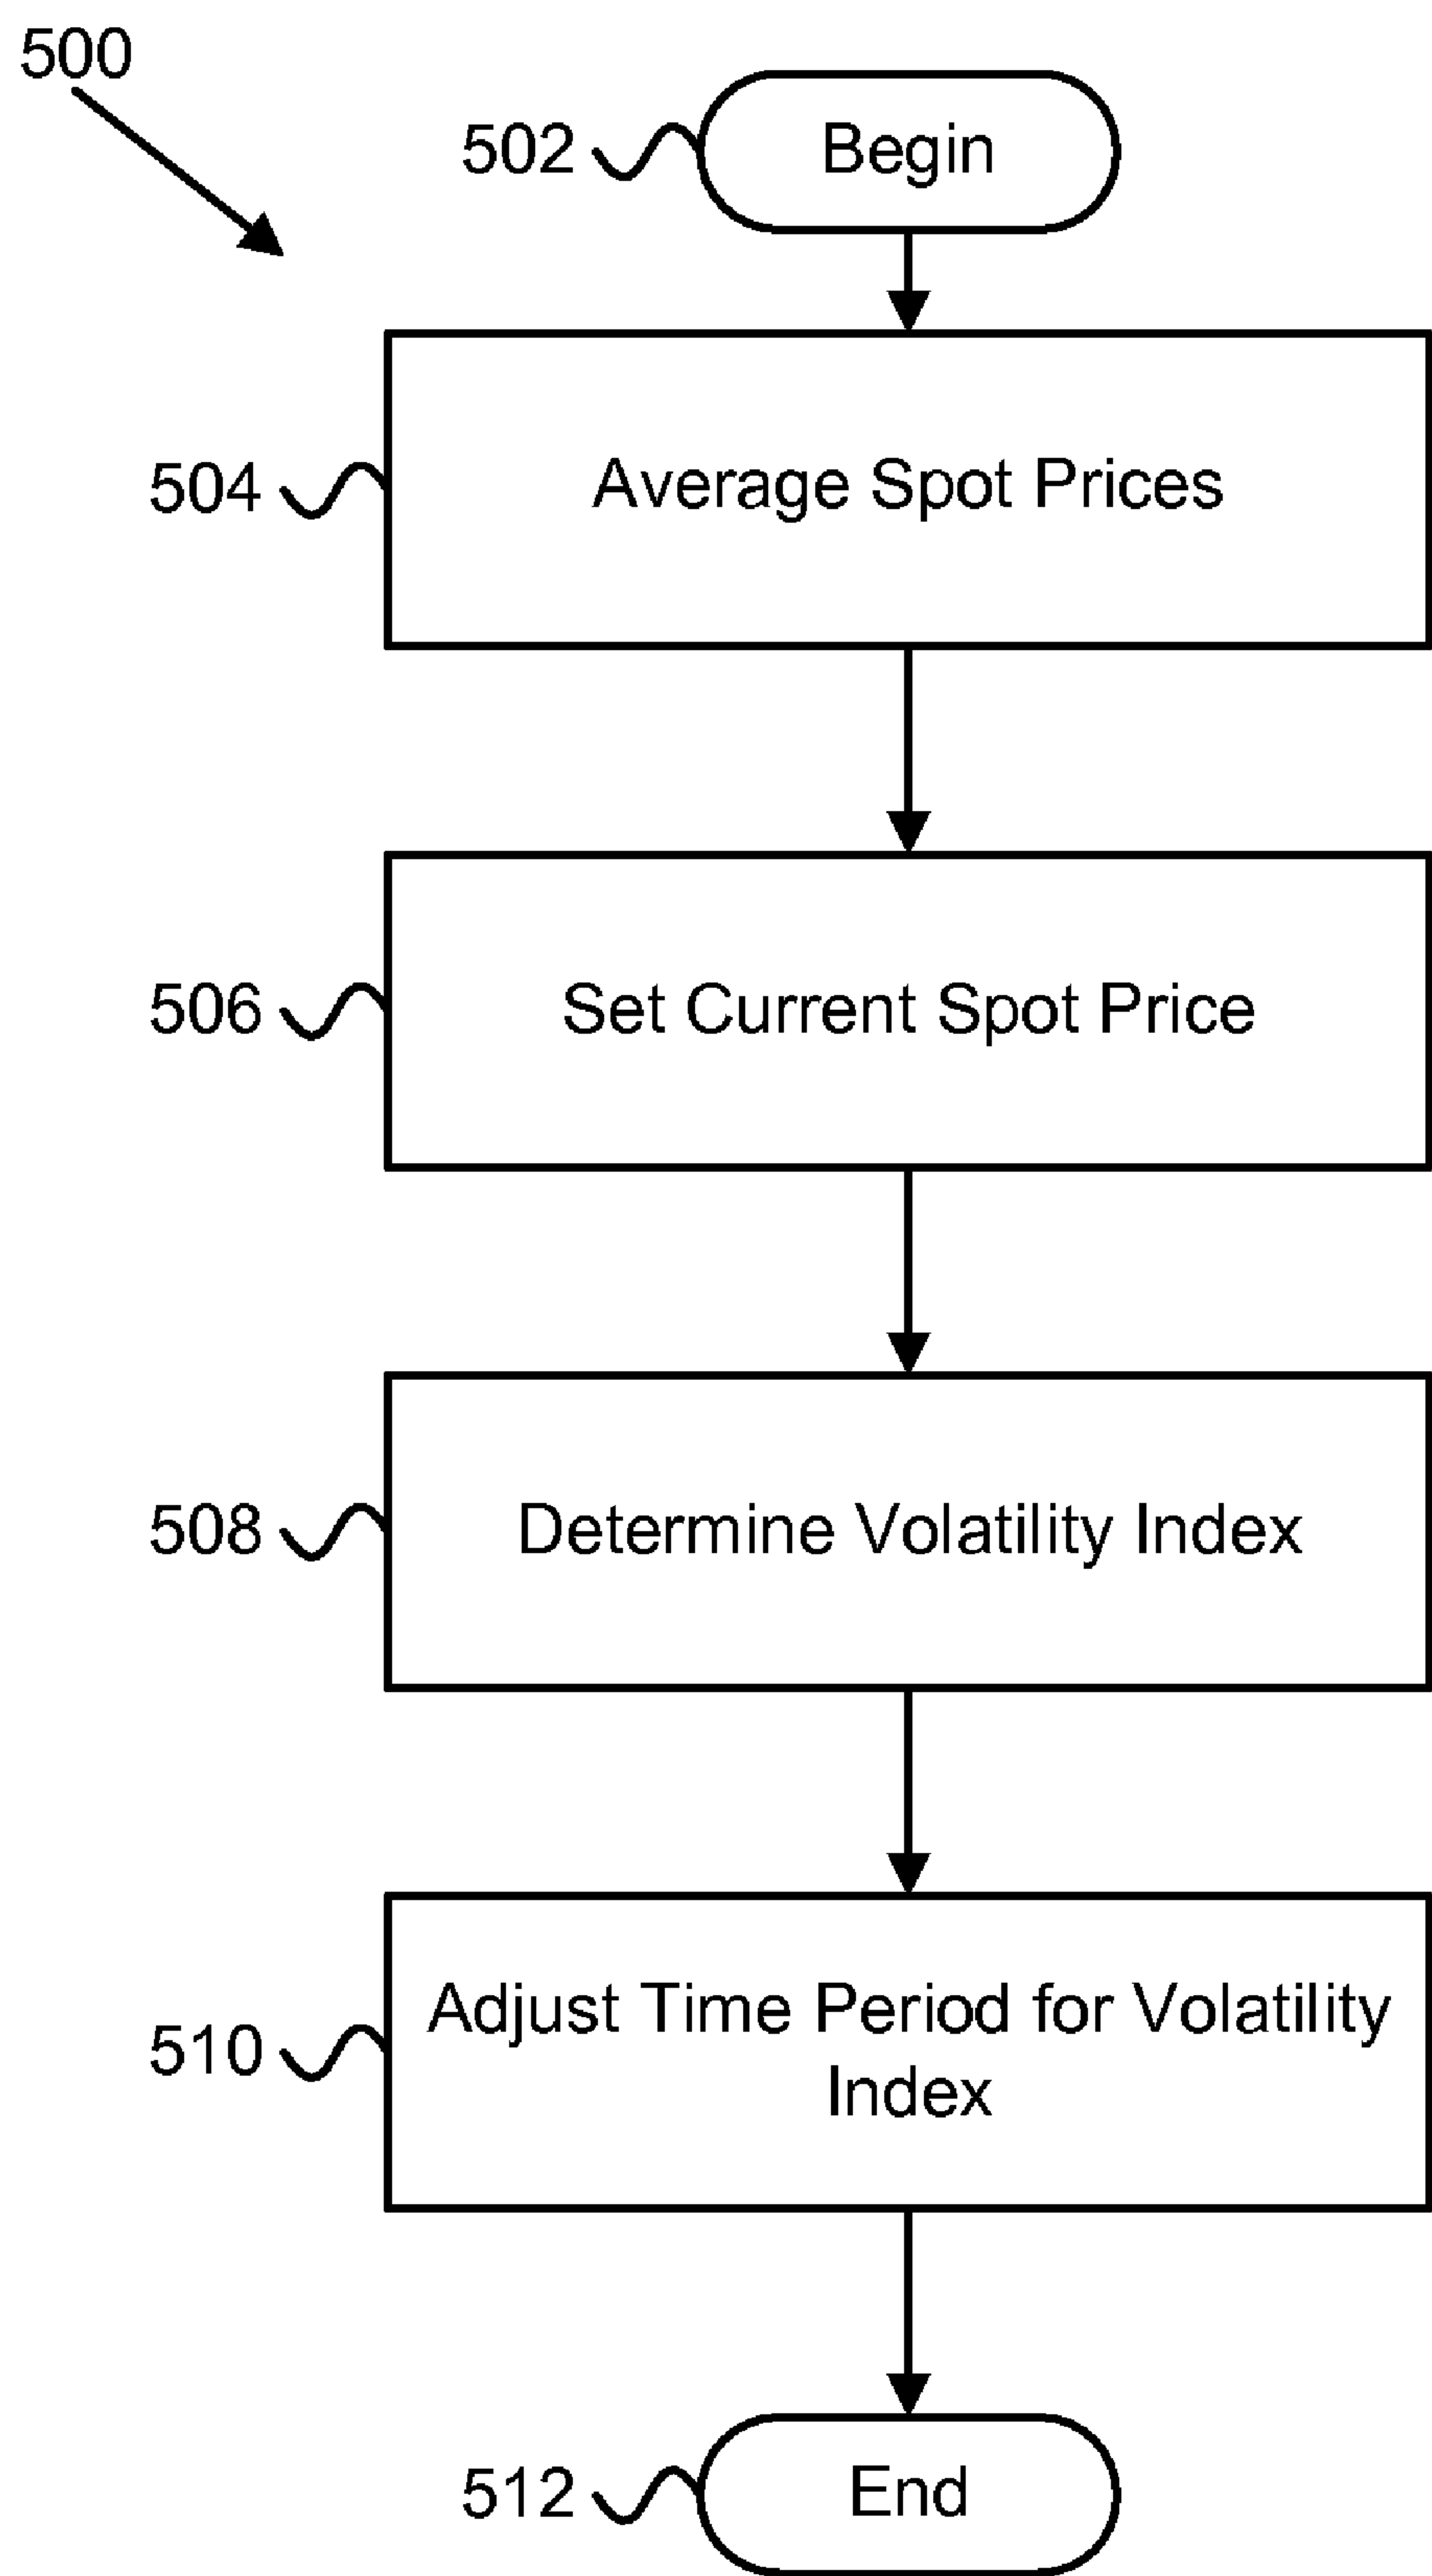 500
502 Begin
504 Average Spot Prices
506 Set Current Spot Price
508 Determine Volatility Index
Adjust Time Period for Volatility
510
Index
512 End